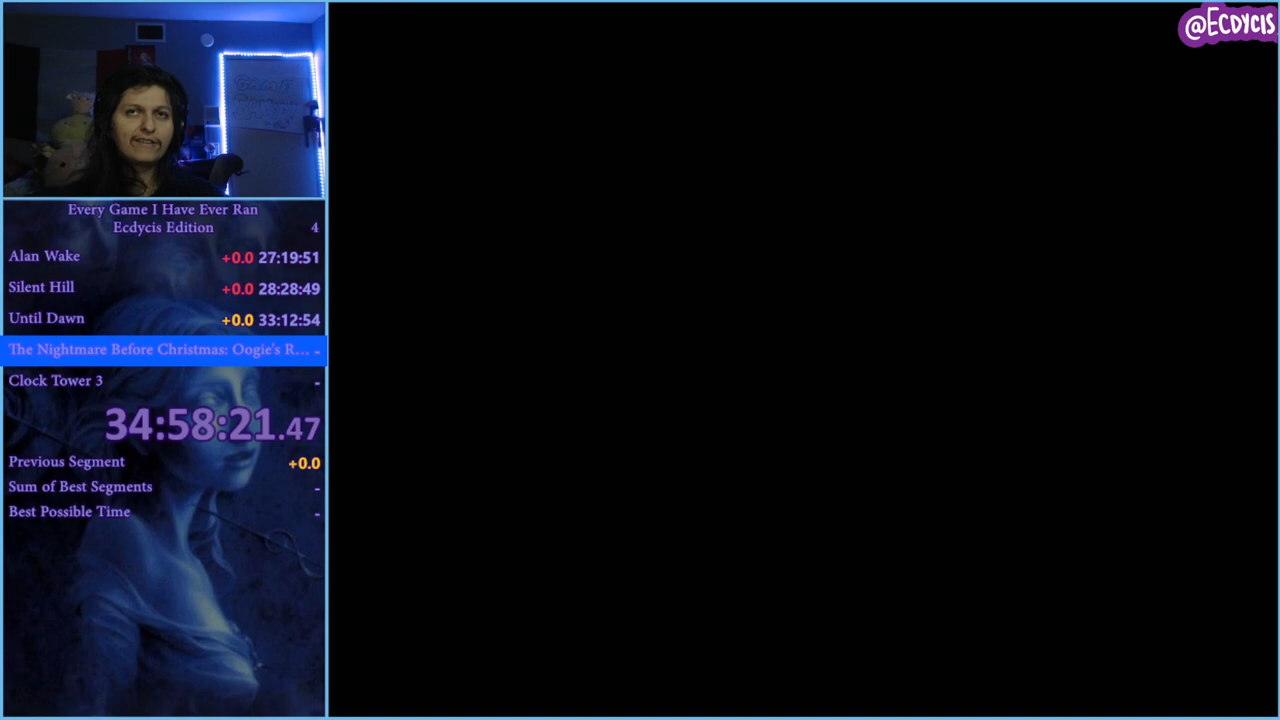 @ECDYCIS
Every Game I Have Ever Ran
Ecdycis Edition 4
Alan Wake +0.0 27:19:51
Silent Hill +0.0 28:28:49
Until Dawn +0.0 33:12:54
The Nightmare Before Christmas: Oogie's R... -
Clock Tower 3 -
34:58:21.47
Previous Segment +0.0
Sum of Best Segments -
Best Possible Time -